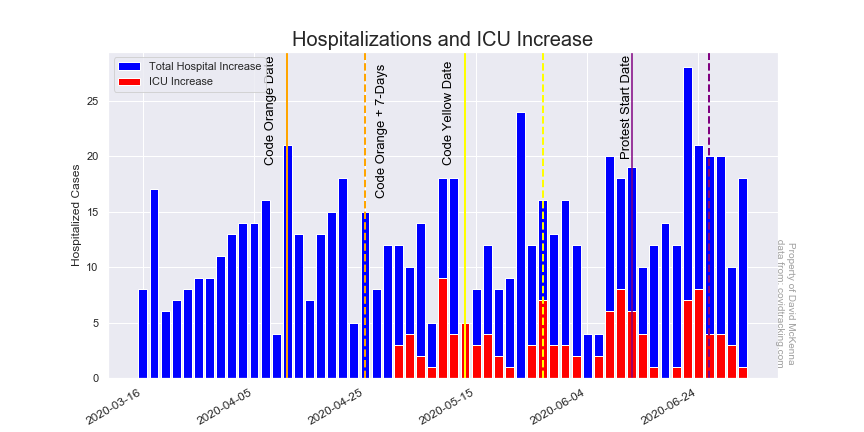 Hospitalizations and ICU Increase
Total Hospital Increase
ICU Increase
Code Orange Date
Code Orange + 7-Days
Code Yellow Date
Protest Start Date
Hospitalized Cases
25
20
15
10
5
0
2020-03-16
2020-04-05
2020-04-25
2020-05-15
2020-06-04
2020-06-24
Property of David McKenna
data from: covidtracking.com